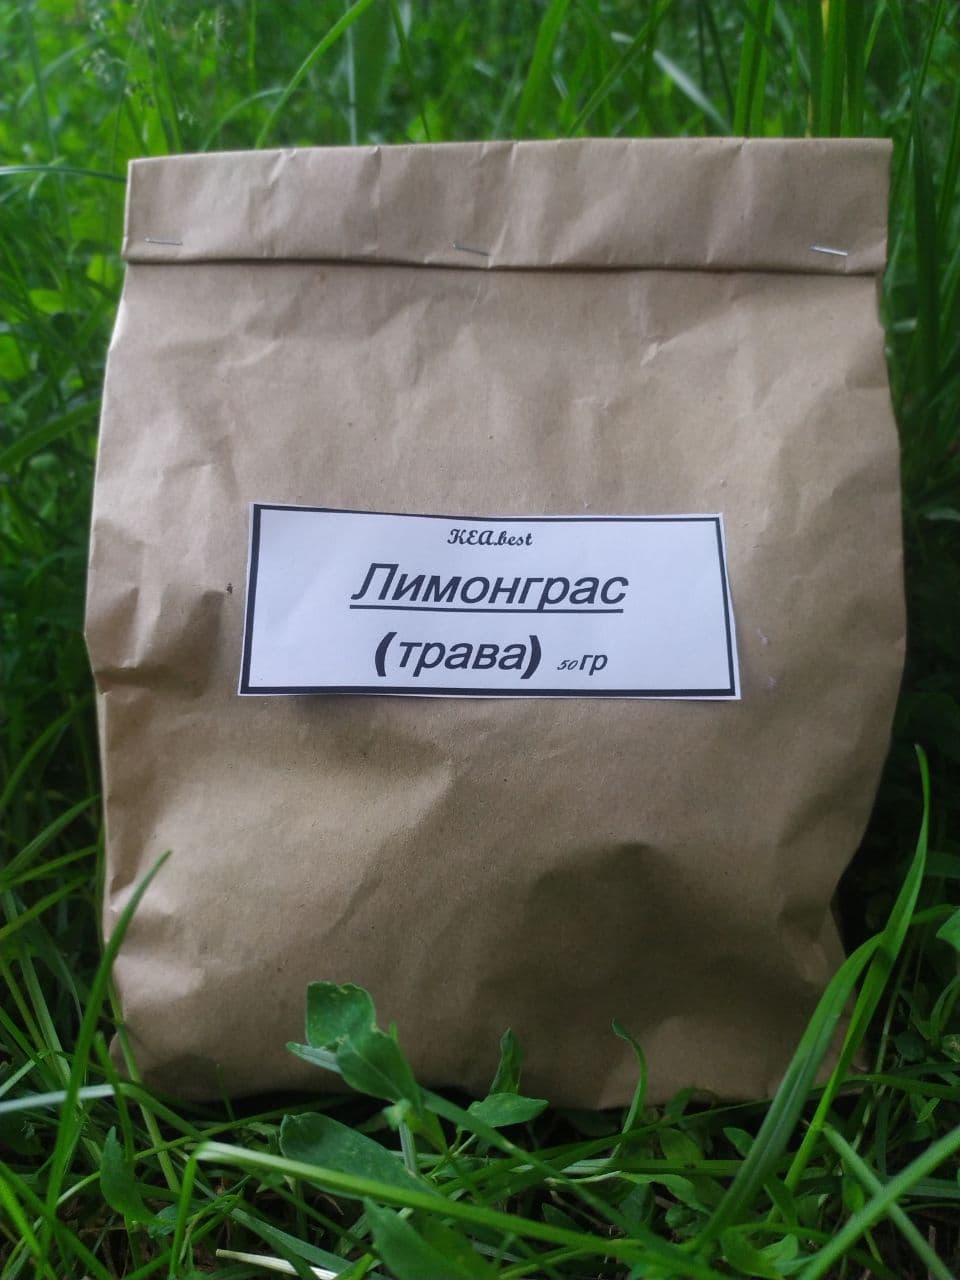 KEA.best
Лимонграс
(трава) 50гр